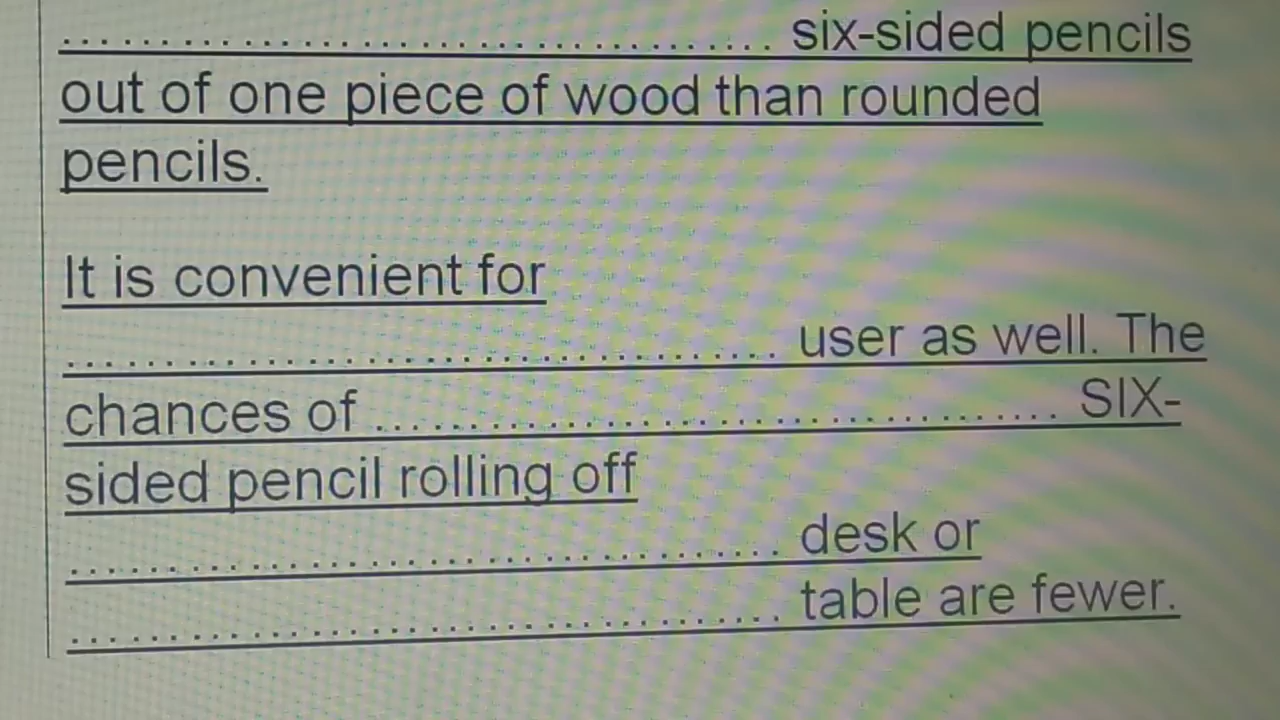 ................................... six-sided pencils
out of one piece of wood than rounded
pencils.
It is convenient for
................................... user as well. The
chances of ................................... SIX-
sided pencil rolling off
................................... desk or
................................... table are fewer.